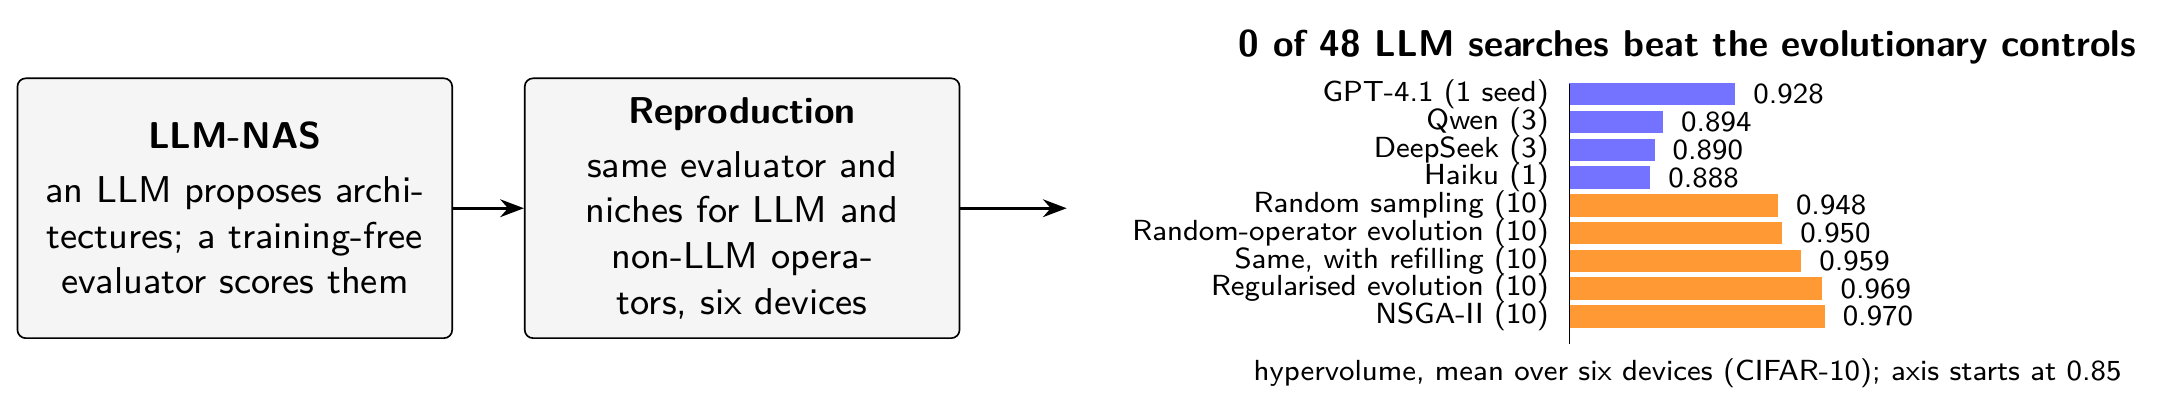 LLM-NAS
an LLM proposes archi-
tectures; a training-free
evaluator scores them
Reproduction
same evaluator and
niches for LLM and
non-LLM opera-
tors, six devices
0 of 48 LLM searches beat the evolutionary controls
GPT-4.1 (1 seed) 0.928
Qwen (3) 0.894
DeepSeek (3) 0.890
Haiku (1) 0.888
Random sampling (10) 0.948
Random-operator evolution (10) 0.950
Same, with refilling (10) 0.959
Regularised evolution (10) 0.969
NSGA-II (10) 0.970
hypervolume, mean over six devices (CIFAR-10); axis starts at 0.85